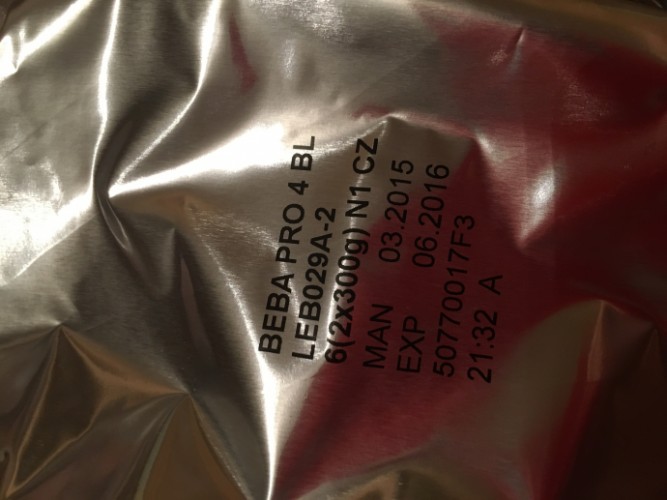 BEBA PRO 4 BL
LEB029A-2
6(2x300g) N1 CZ
MAN 03.2015
EXP 06.2016
50770017F3
21:32 A